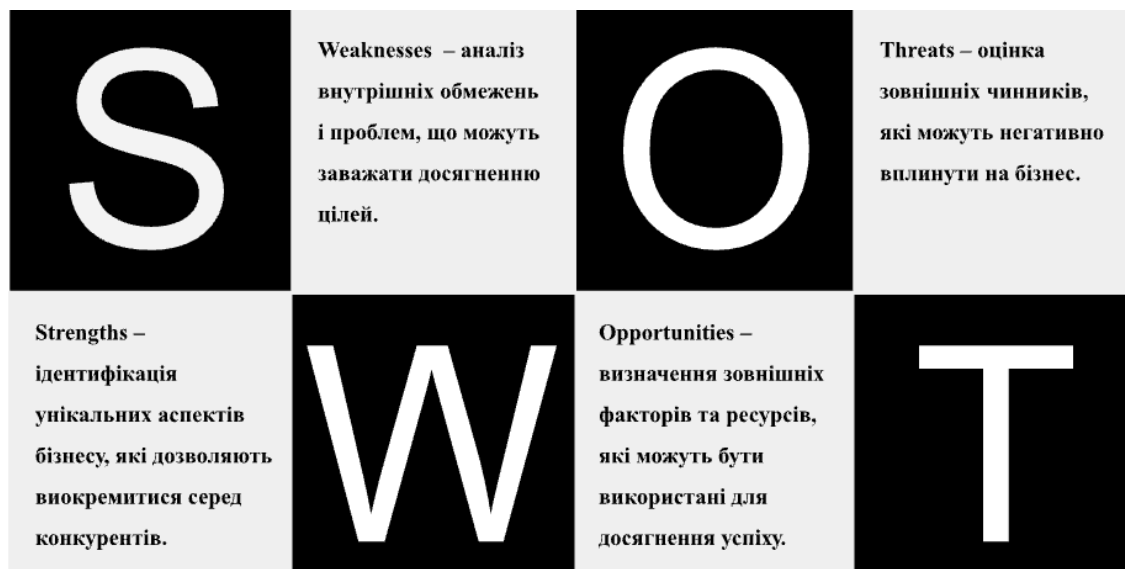 S
Weaknesses – аналіз
внутрішніх обмежень
і проблем, що можуть
заважати досягненню
цілей.
O
Threats – оцінка
зовнішніх чинників,
які можуть негативно
вплинути на бізнес.
Strengths –
ідентифікація
унікальних аспектів
бізнесу, які дозволяють
виокремитися серед
конкурентів.
W
Opportunities –
визначення зовнішніх
факторів та ресурсів,
які можуть бути
використані для
досягнення успіху.
T